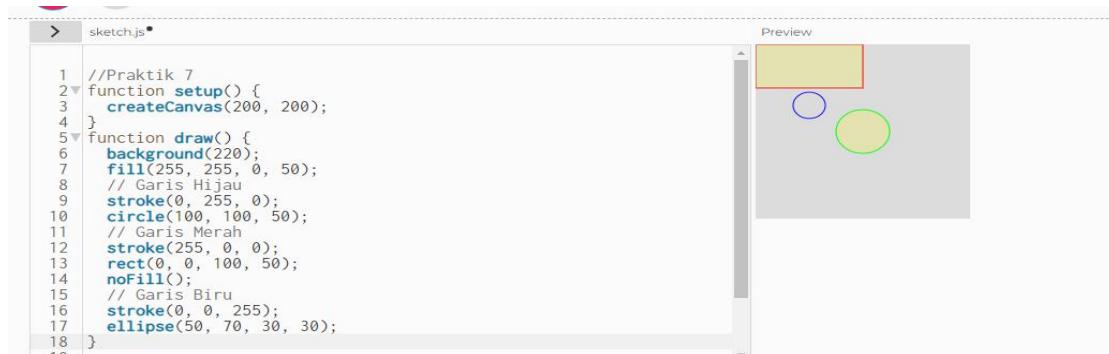 > sketch.js•
Preview
1 //Praktik 7
2 function setup() {
3 createCanvas(200, 200);
4 }
5 function draw() {
6 background(220);
7 fill(255, 255, 0, 50);
8 // Garis Hijau
9 stroke(0, 255, 0);
10 circle(100, 100, 50);
11 // Garis Merah
12 stroke(255, 0, 0);
13 rect(0, 0, 100, 50);
14 noFill();
15 // Garis Biru
16 stroke(0, 0, 255);
17 ellipse(50, 70, 30, 30);
18 }